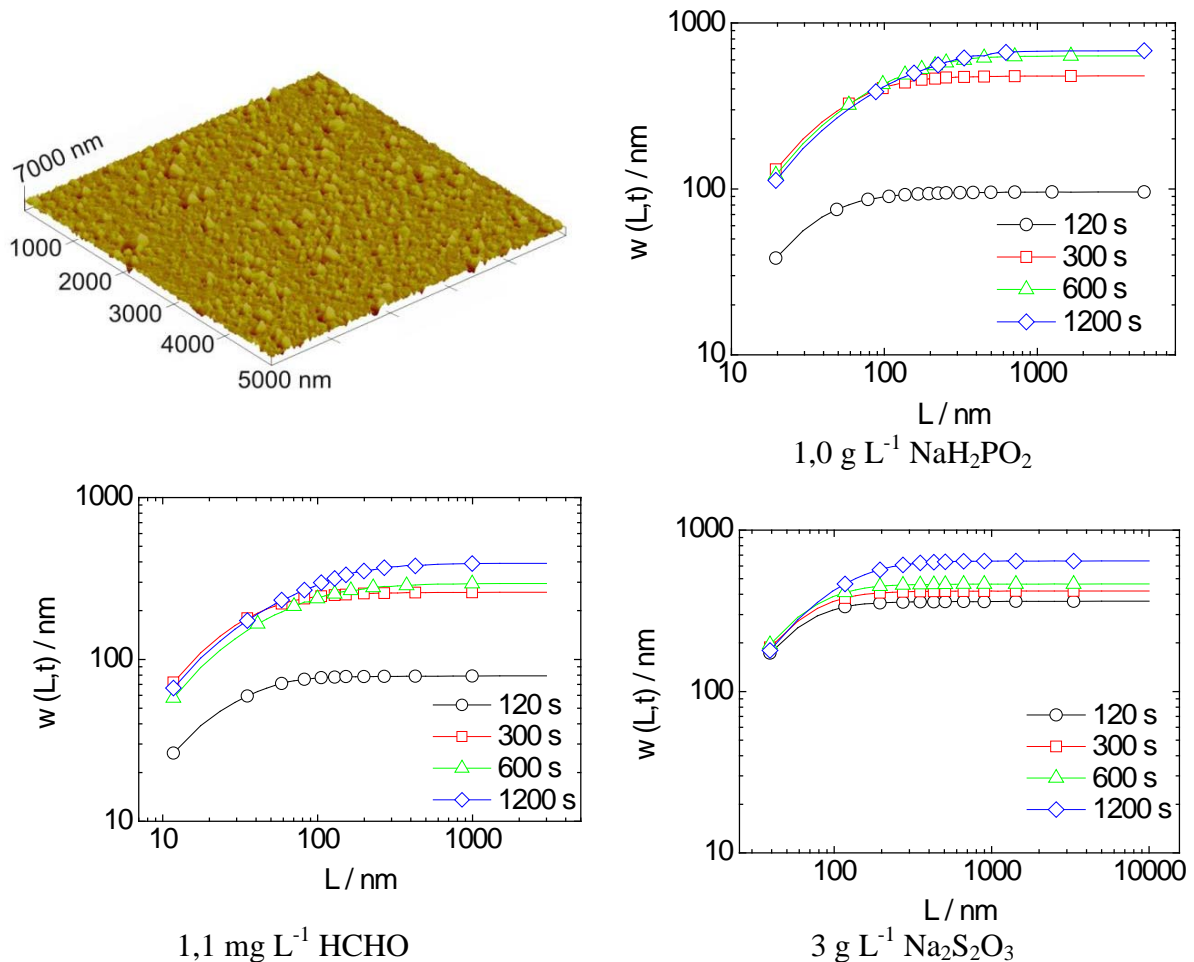 7000 nm
1000
2000
3000
4000
5000 nm
1000
100
10
w (L,t) / nm
120 s
300 s
600 s
1200 s
10
100
1000
L / nm
1,0 g L⁻¹ NaH₂PO₂
1000
100
10
w (L,t) / nm
120 s
300 s
600 s
1200 s
10
100
1000
L / nm
1,1 mg L⁻¹ HCHO
1000
100
10
w (L,t) / nm
120 s
300 s
600 s
1200 s
100
1000
10000
L / nm
3 g L⁻¹ Na₂S₂O₃